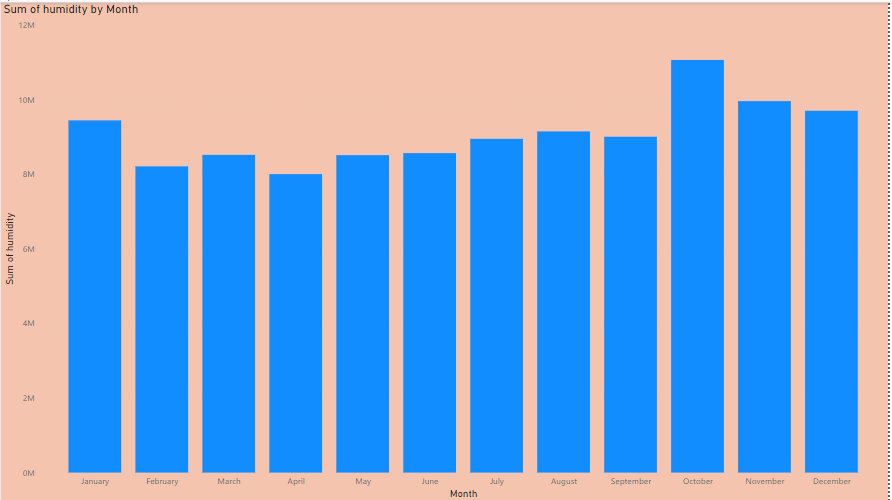 Sum of humidity by Month
12M
10M
8M
6M
4M
2M
0M
Sum of humidity
January February March April May June July August September October November December
Month